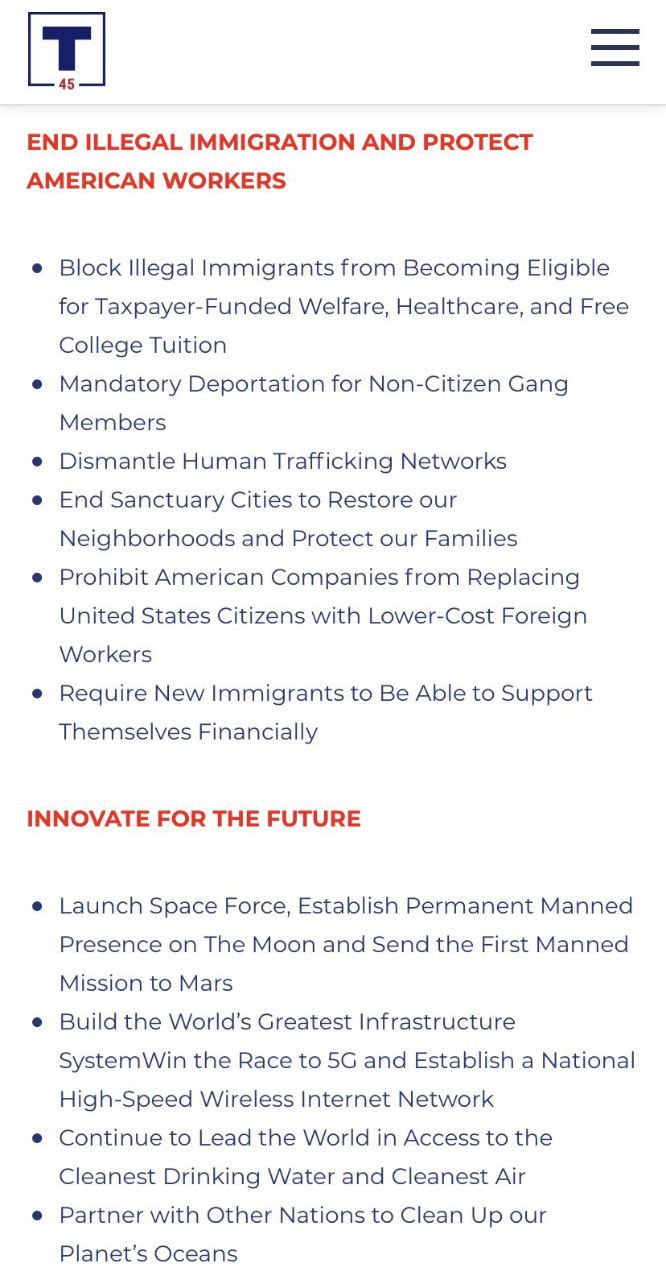 T
45
END ILLEGAL IMMIGRATION AND PROTECT
AMERICAN WORKERS
● Block Illegal Immigrants from Becoming Eligible
for Taxpayer-Funded Welfare, Healthcare, and Free
College Tuition
● Mandatory Deportation for Non-Citizen Gang
Members
● Dismantle Human Trafficking Networks
● End Sanctuary Cities to Restore our
Neighborhoods and Protect our Families
● Prohibit American Companies from Replacing
United States Citizens with Lower-Cost Foreign
Workers
● Require New Immigrants to Be Able to Support
Themselves Financially
INNOVATE FOR THE FUTURE
● Launch Space Force, Establish Permanent Manned
Presence on The Moon and Send the First Manned
Mission to Mars
● Build the World’s Greatest Infrastructure
SystemWin the Race to 5G and Establish a National
High-Speed Wireless Internet Network
● Continue to Lead the World in Access to the
Cleanest Drinking Water and Cleanest Air
● Partner with Other Nations to Clean Up our
Planet’s Oceans